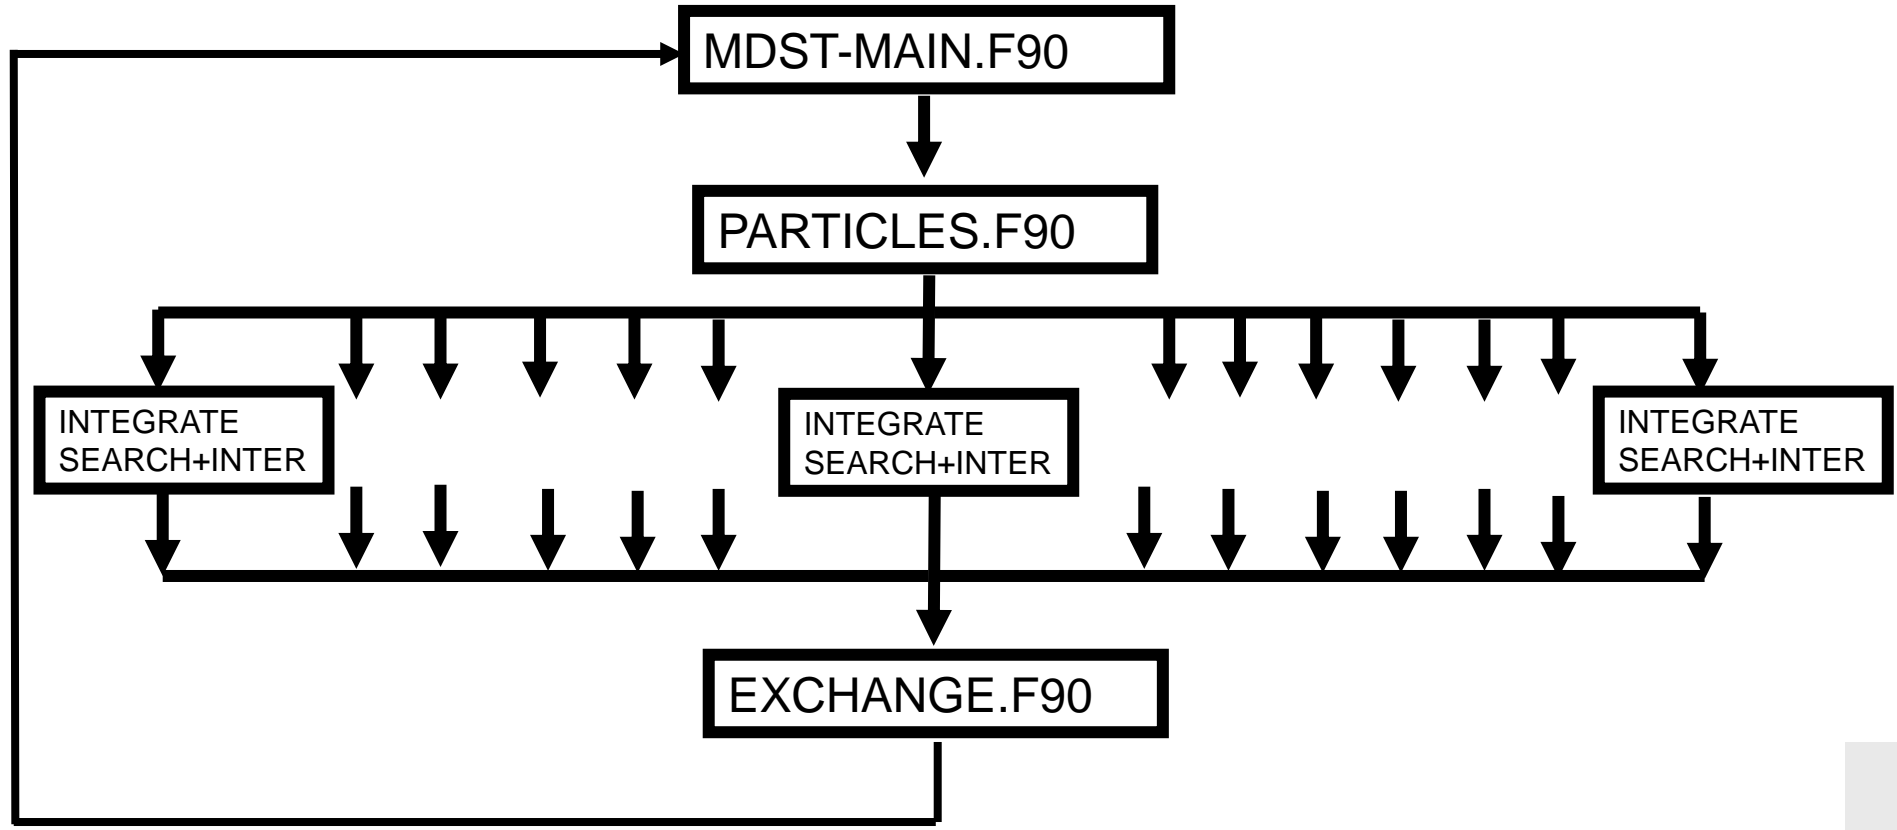 MDST-MAIN.F90
PARTICLES.F90
INTEGRATE
SEARCH+INTER
INTEGRATE
SEARCH+INTER
INTEGRATE
SEARCH+INTER
EXCHANGE.F90